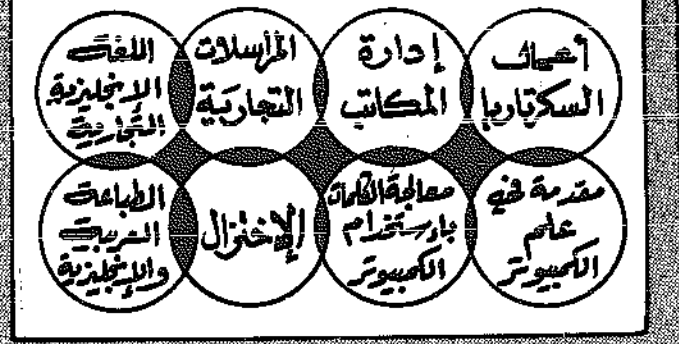 أعمال
السكرتاريا
إدارة
المكاتب
المراسلات
التجارية
اللغة
الإنجليزية
التجارية
مقدمة في
علم
الكمبيوتر
معالجة الكلمات
باستخدام
الكمبيوتر
الإختزال
الطباعة
العربية
والإنجليزية